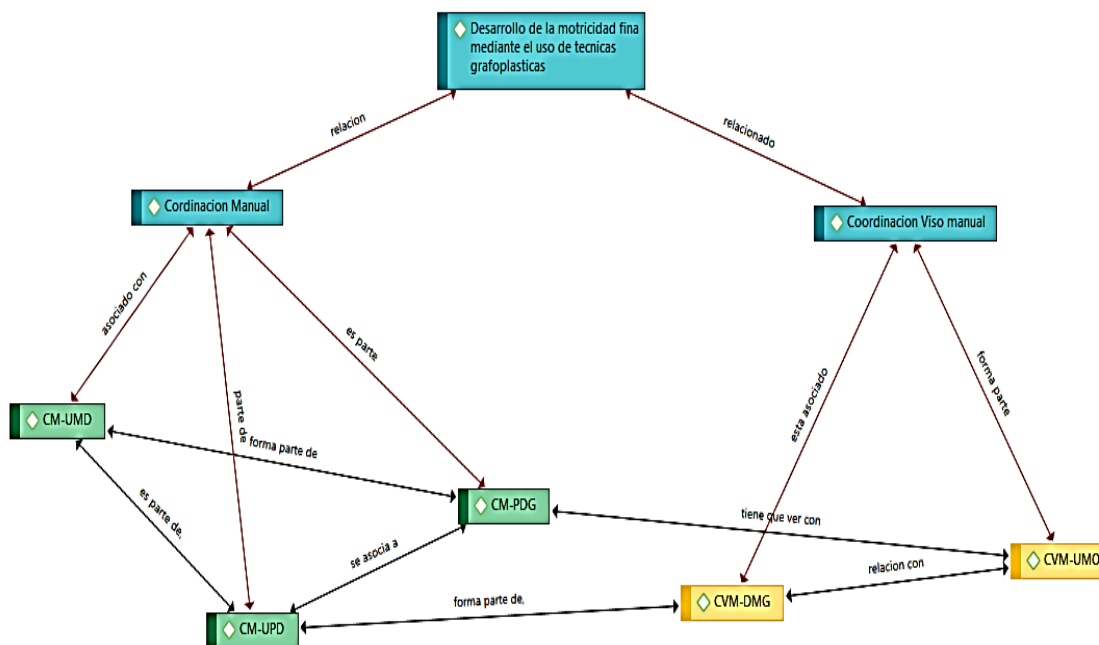 Desarrollo de la motricidad fina
mediante el uso de tecnicas
grafoplasticas
relacion
relacionado
Cordinacion Manual
Coordinacion Viso manual
asociado con
es parte
parte de
esta asociado
forma parte
CM-UMD
forma parte de
es parte de,
CM-PDG
se asocia a
tiene que ver con
CVM-UMO
relacion con
CVM-DMG
forma parte de,
CM-UPD